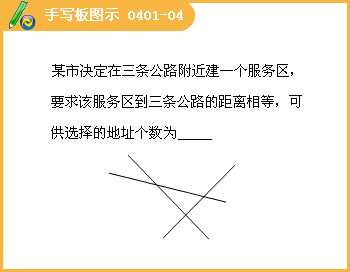 手写板图示 0401-04
某市决定在三条公路附近建一个服务区，
要求该服务区到三条公路的距离相等，可
供选择的地址个数为_____